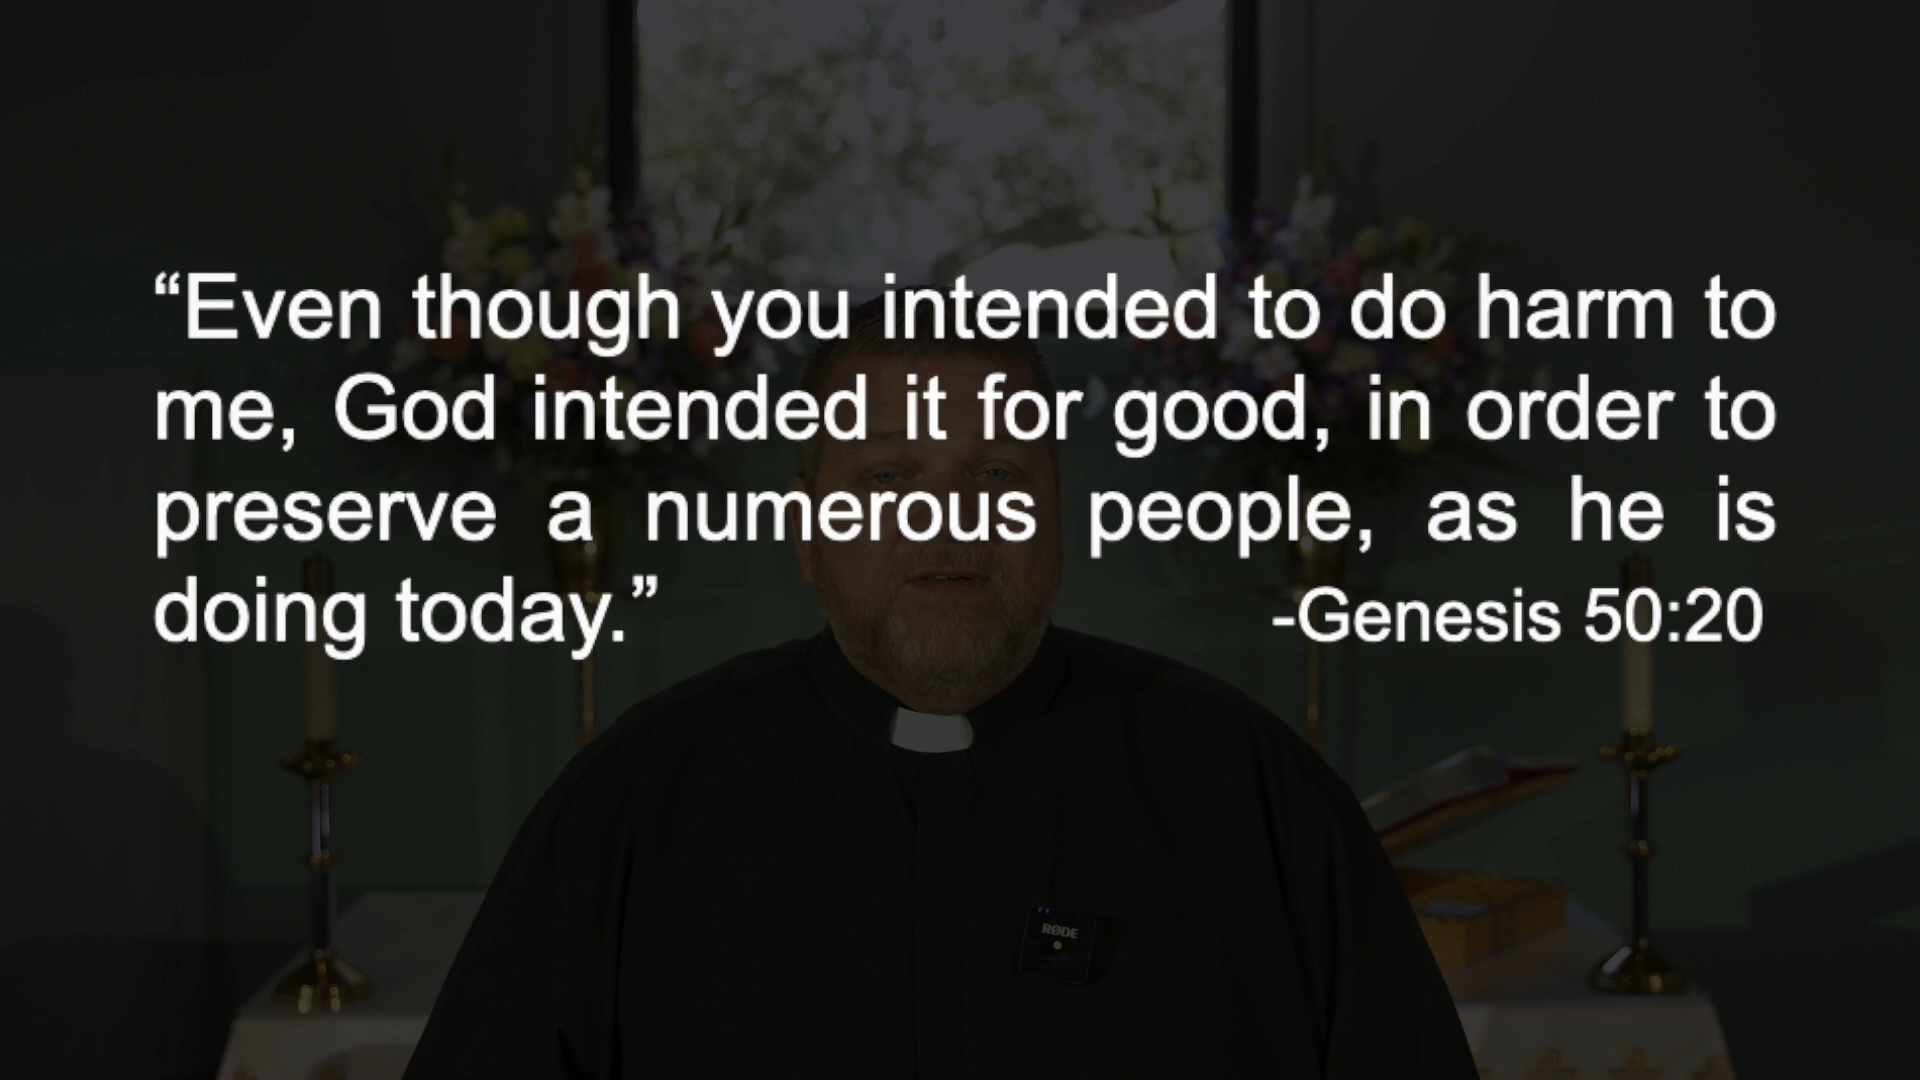 “Even though you intended to do harm to
me, God intended it for good, in order to
preserve a numerous people, as he is
doing today.” -Genesis 50:20
RØDE